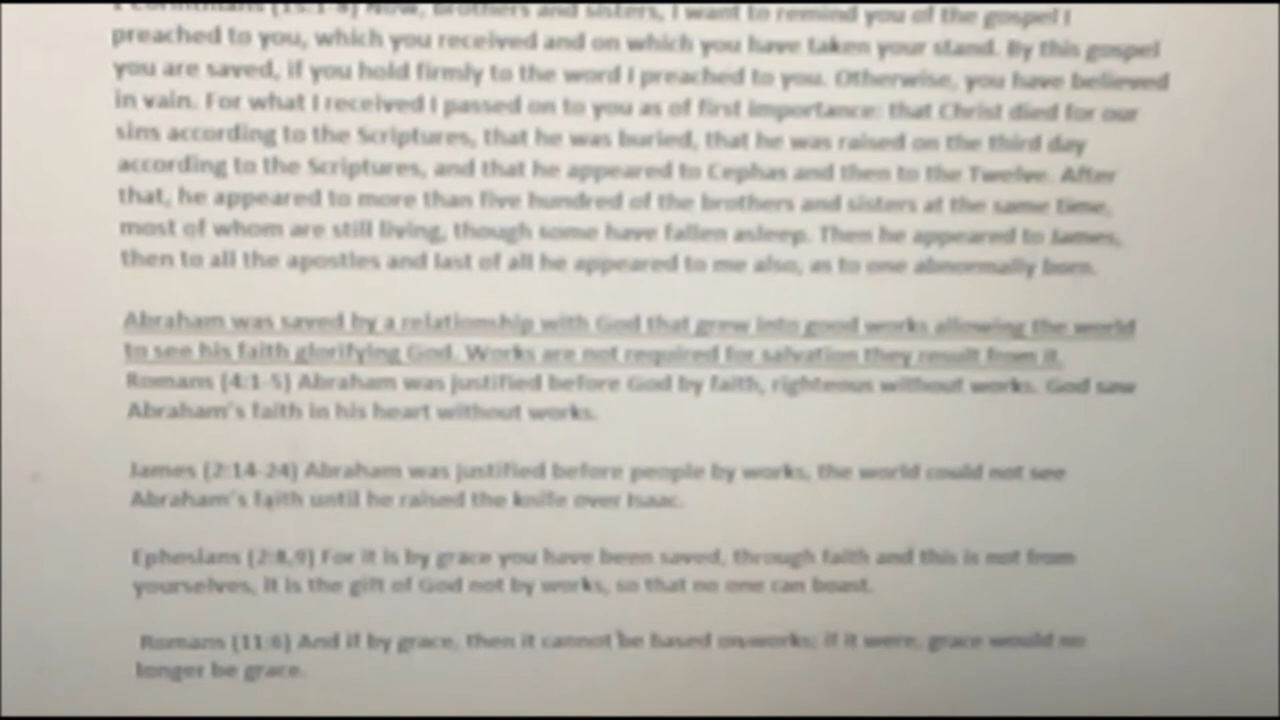 1 Corinthians (15:1-8) Now, brothers and sisters, I want to remind you of the gospel I
preached to you, which you received and on which you have taken your stand. By this gospel
you are saved, if you hold firmly to the word I preached to you. Otherwise, you have believed
in vain. For what I received I passed on to you as of first importance: that Christ died for our
sins according to the Scriptures, that he was buried, that he was raised on the third day
according to the Scriptures, and that he appeared to Cephas and then to the Twelve. After
that, he appeared to more than five hundred of the brothers and sisters at the same time,
most of whom are still living, though some have fallen asleep. Then he appeared to James,
then to all the apostles and last of all he appeared to me also, as to one abnormally born.
Abraham was saved by a relationship with God that grew into good works allowing the world
to see his faith glorifying God. Works are not required for salvation they result from it.
Romans (4:1-5) Abraham was justified before God by faith, righteous without works. God saw
Abraham's faith in his heart without works.
James (2:14-24) Abraham was justified before people by works, the world could not see
Abraham's faith until he raised the knife over Isaac.
Ephesians (2:8,9) For it is by grace you have been saved, through faith and this is not from
yourselves, it is the gift of God not by works, so that no one can boast.
Romans (11:6) And if by grace, then it cannot be based on works; if it were, grace would no
longer be grace.